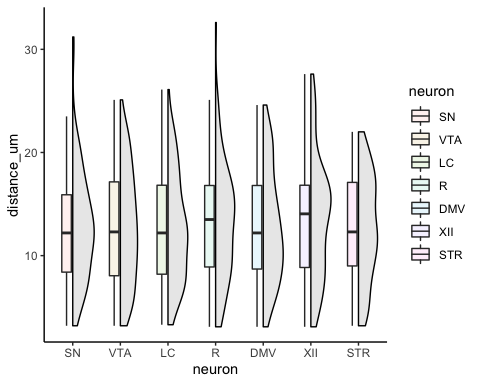 30
20
10
distance_um
SN VTA LC R DMV XII STR
neuron
neuron
SN
VTA
LC
R
DMV
XII
STR